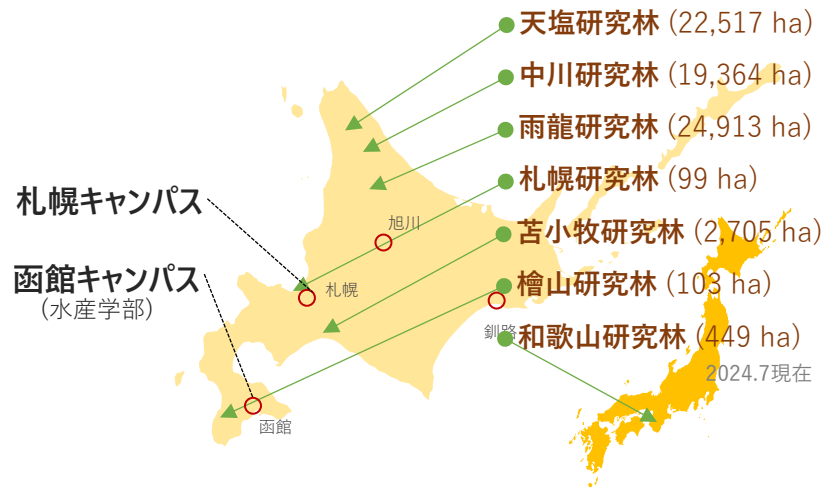 天塩研究林 (22,517 ha)
中川研究林 (19,364 ha)
雨龍研究林 (24,913 ha)
札幌研究林 (99 ha)
札幌キャンパス
旭川
苫小牧研究林 (2,705 ha)
函館キャンパス
(水産学部)
札幌
檜山研究林 (103 ha)
釧路
和歌山研究林 (449 ha)
2024.7現在
函館